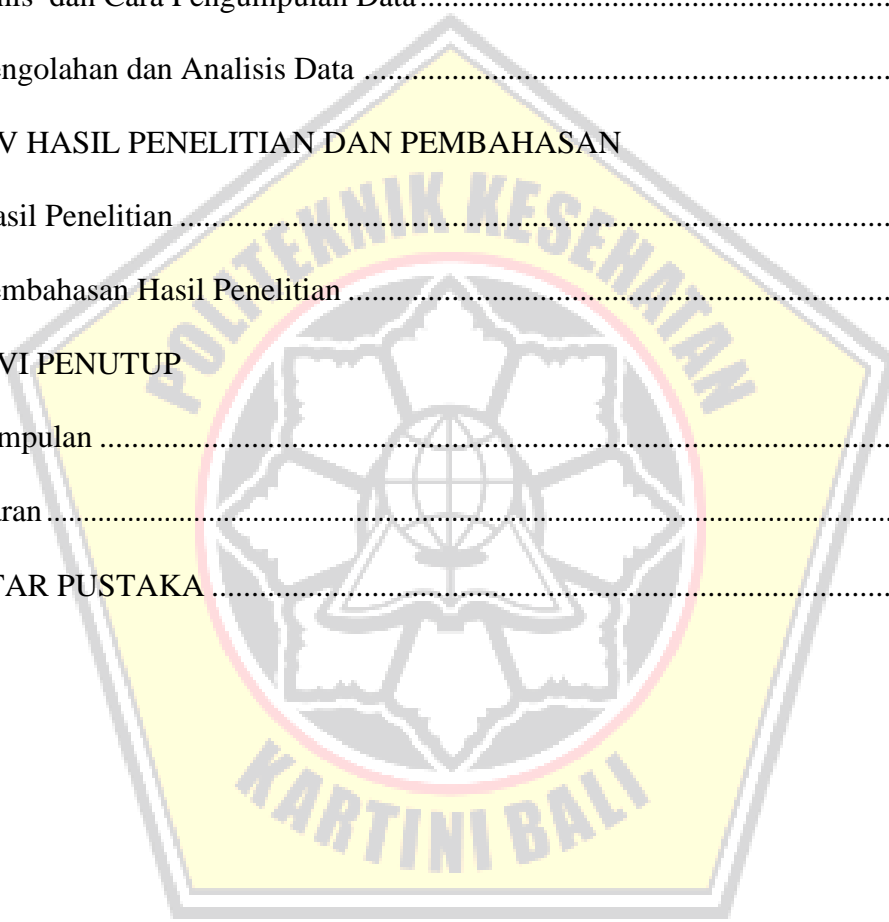 nis dan Cara Pengumpulan Data..........................................................
engolahan dan Analisis Data ..........................................................
V HASIL PENELITIAN DAN PEMBAHASAN
asil Penelitian ..........................................................
embahasan Hasil Penelitian ..........................................................
VI PENUTUP
mpulan ..........................................................
aran ..........................................................
TAR PUSTAKA ..........................................................
POLITEKNIK KESEHATAN
KARTINI BALI